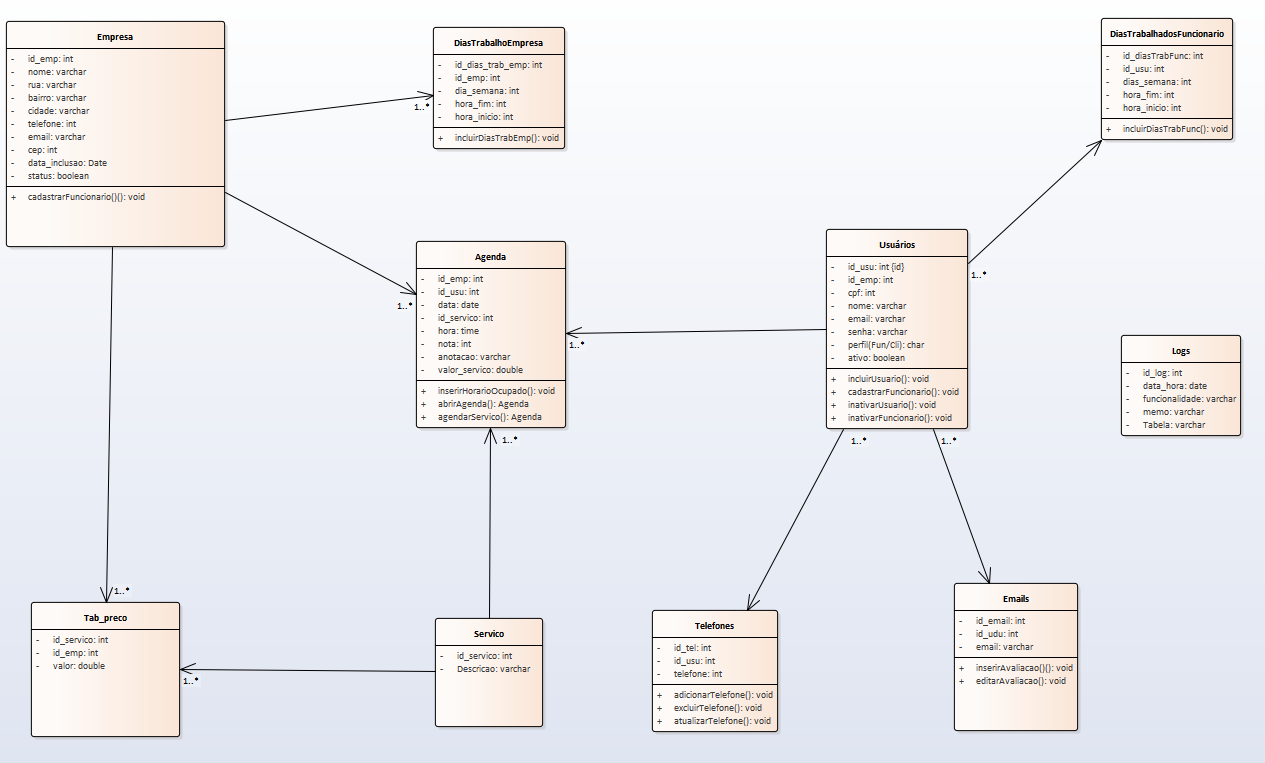 Empresa
- id_emp: int
- nome: varchar
- rua: varchar
- bairro: varchar
- cidade: varchar
- telefone: int
- email: varchar
- cep: int
- data_inclusao: Date
- status: boolean
+ cadastrarFuncionario()(): void
DiasTrabalhoEmpresa
- id_dias_trab_emp: int
- id_emp: int
- dia_semana: int
- hora_fim: int
- hora_inicio: int
+ incluirDiasTrabEmp(): void
1..*
DiasTrabalhadosFuncionario
- id_diasTrabFunc: int
- id_usu: int
- dias_semana: int
- hora_fim: int
- hora_inicio: int
+ incluirDiasTrabFunc(): void
Agenda
- id_emp: int
- id_usu: int
- data: date
- id_servico: int
- hora: time
- nota: int
- anotacao: varchar
- valor_servico: double
+ inserirHorarioOcupado(): void
+ abrirAgenda(): Agenda
+ agendarServico(): Agenda
1..*
1..*
1..*
Usuários
- id_usu: int {id}
- id_emp: int
- cpf: int
- nome: varchar
- email: varchar
- senha: varchar
- perfil(Fun/Cli): char
- ativo: boolean
+ incluirUsuario(): void
+ cadastrarFuncionario(): void
+ inativarUsuario(): void
+ inativarFuncionario(): void
1..*
1..*
1..*
Logs
- id_log: int
- data_hora: date
- funcionalidade: varchar
- memo: varchar
- Tabela: varchar
1..*
Tab_preco
- id_servico: int
- id_emp: int
- valor: double
1..*
Servico
- id_servico: int
- Descricao: varchar
Telefones
- id_tel: int
- id_usu: int
- telefone: int
+ adicionarTelefone(): void
+ excluirTelefone(): void
+ atualizarTelefone(): void
Emails
- id_email: int
- id_udu: int
- email: varchar
+ inserirAvaliacao()(): void
+ editarAvaliacao(): void